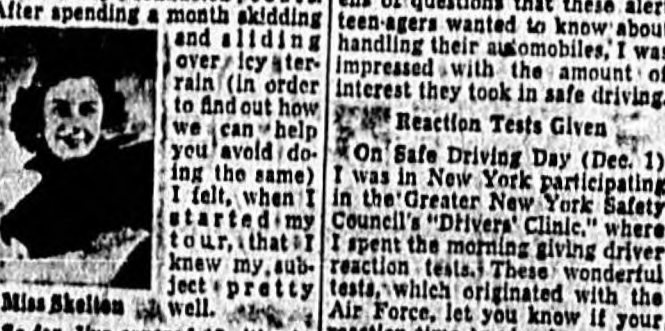 After spending a month skidding
and sliding
over icy ter-
rain (in order
to find out how
we can help
you avoid do-
ing the same)
I felt, when I
started my
tour, that I
knew my sub-
ject pretty
well.
Miss Skelton
of questions that these alert
teen-agers wanted to know about
handling their automobiles, I was
impressed with the amount of
interest they took in safe driving
Reaction Tests Given
On Safe Driving Day (Dec. 1)
I was in New York participating
in the Greater New York Safety
Council's "Drivers' Clinic," where
I spent the morning giving driver
reaction tests. These wonderful
tests, which originated with the
Air Force, let you know if your